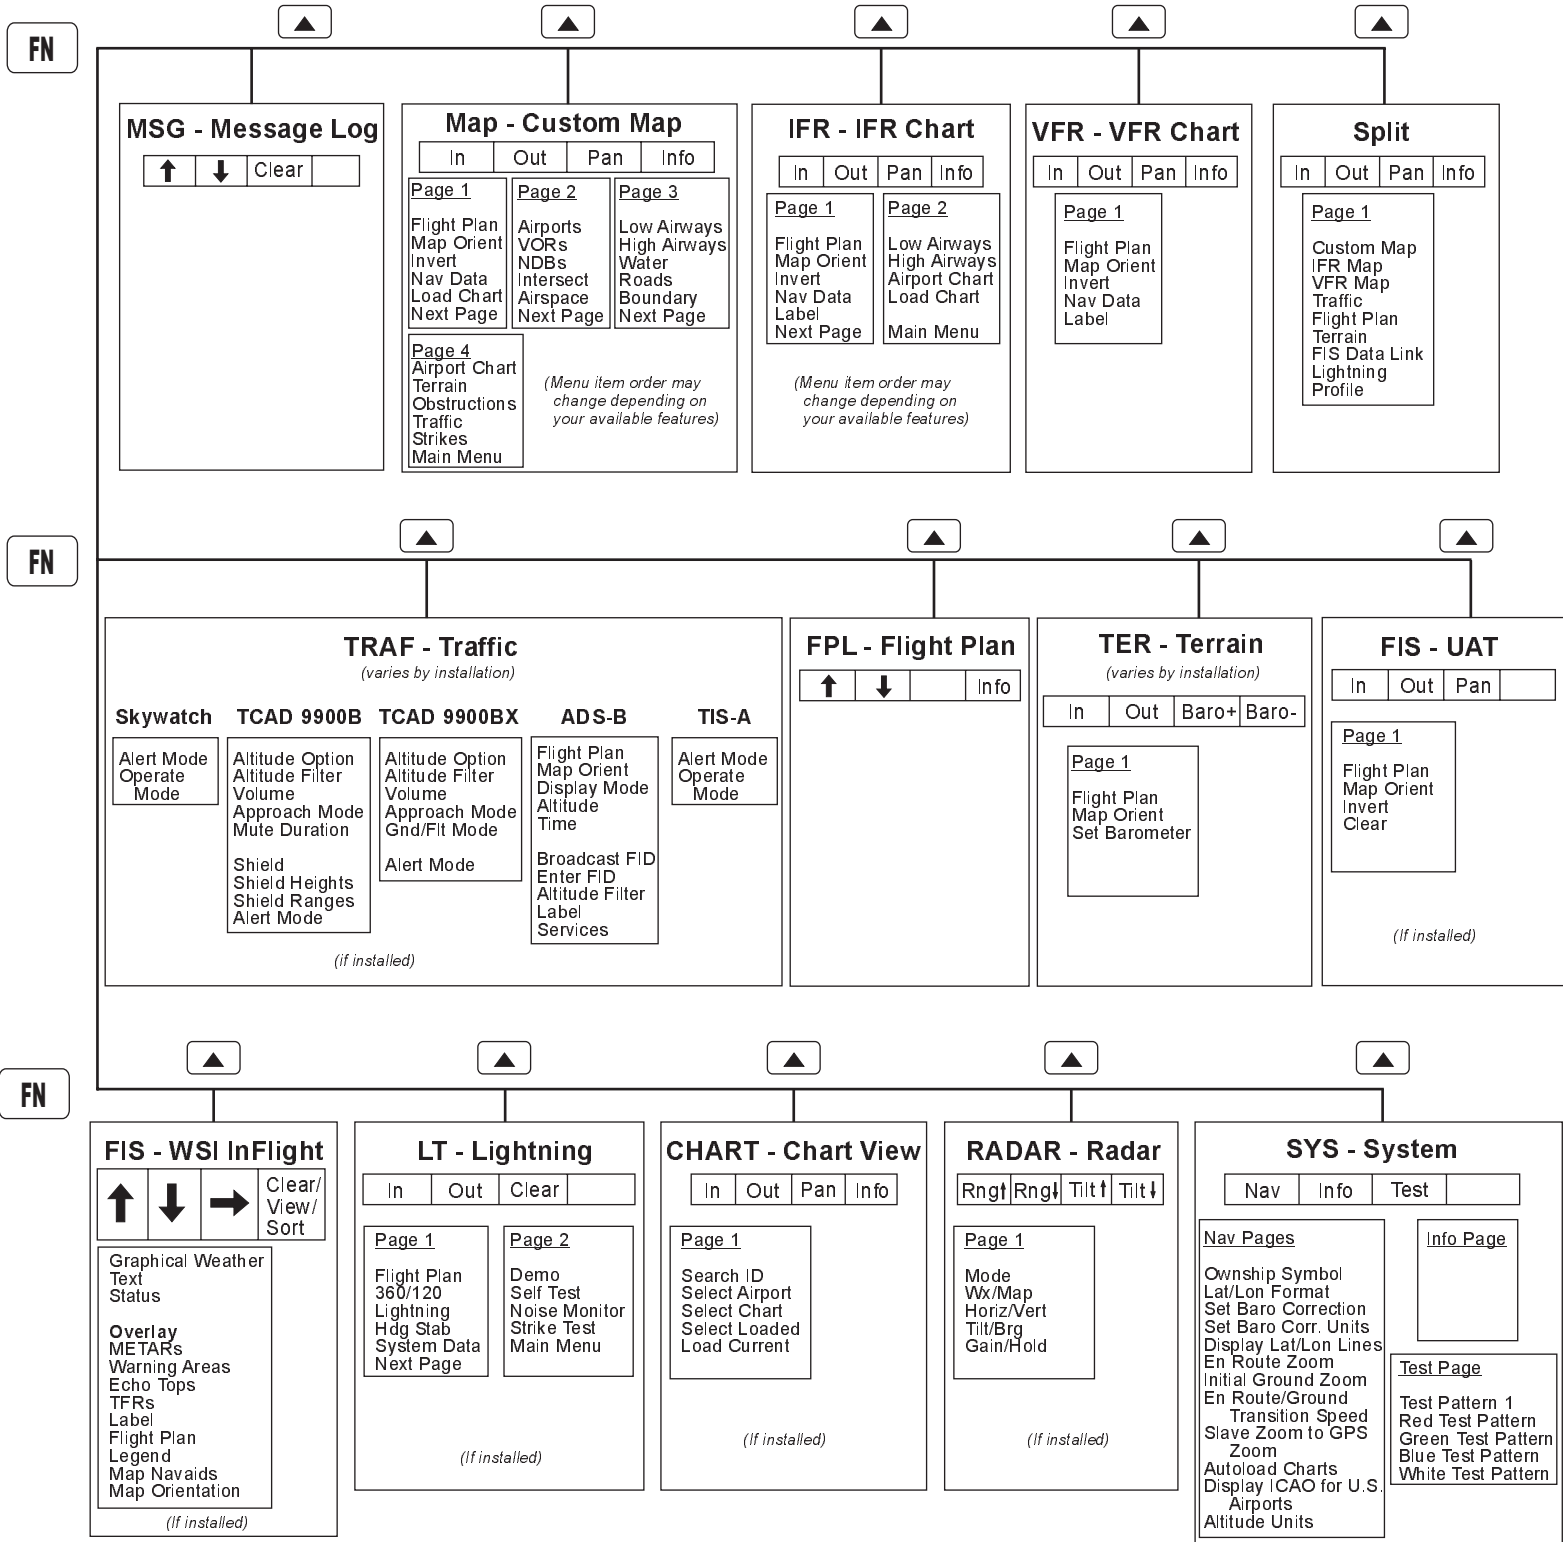 FN
MSG - Message Log
Clear
Map - Custom Map
In Out Pan Info
Page 1
Flight Plan
Map Orient
Invert
Nav Data
Load Chart
Next Page
Page 2
Airports
VORs
NDBs
Intersect
Airspace
Next Page
Page 3
Low Airways
High Airways
Water
Roads
Boundary
Next Page
Page 4
Airport Chart
Terrain
Obstructions
Traffic
Strikes
Main Menu
(Menu item order may
change depending on
your available features)
IFR - IFR Chart
In Out Pan Info
Page 1
Flight Plan
Map Orient
Invert
Nav Data
Label
Next Page
Page 2
Low Airways
High Airways
Airport Chart
Load Chart
Main Menu
(Menu item order may
change depending on
your available features)
VFR - VFR Chart
In Out Pan Info
Page 1
Flight Plan
Map Orient
Invert
Nav Data
Label
Split
In Out Pan Info
Page 1
Custom Map
IFR Map
VFR Map
Traffic
Flight Plan
Terrain
FIS Data Link
Lightning
Profile
FN
TRAF - Traffic
(varies by installation)
Skywatch
Alert Mode
Operate
Mode
TCAD 9900B
Altitude Option
Altitude Filter
Volume
Approach Mode
Mute Duration
Shield
Shield Heights
Shield Ranges
Alert Mode
TCAD 9900BX
Altitude Option
Altitude Filter
Volume
Approach Mode
Gnd/Flt Mode
Alert Mode
ADS-B
Flight Plan
Map Orient
Display Mode
Altitude
Time
Broadcast FID
Enter FID
Altitude Filter
Label
Services
TIS-A
Alert Mode
Operate
Mode
(if installed)
FPL - Flight Plan
Info
TER - Terrain
(varies by installation)
In Out Baro+ Baro-
Page 1
Flight Plan
Map Orient
Set Barometer
FIS - UAT
In Out Pan
Page 1
Flight Plan
Map Orient
Invert
Clear
(If installed)
FN
FIS - WSI InFlight
Clear/
View/
Sort
Graphical Weather
Text
Status
Overlay
METARs
Warning Areas
Echo Tops
TFRs
Label
Flight Plan
Legend
Map Navaids
Map Orientation
(If installed)
LT - Lightning
In Out Clear
Page 1
Flight Plan
360/120
Lightning
Hdg Stab
System Data
Next Page
Page 2
Demo
Self Test
Noise Monitor
Strike Test
Main Menu
(If installed)
CHART - Chart View
In Out Pan Info
Page 1
Search ID
Select Airport
Select Chart
Select Loaded
Load Current
(If installed)
RADAR - Radar
Rng Rng Tilt Tilt
Page 1
Mode
Wx/Map
Horiz/Vert
Tilt/Brg
Gain/Hold
(If installed)
SYS - System
Nav Info Test
Nav Pages
Ownship Symbol
Lat/Lon Format
Set Baro Correction
Set Baro Corr. Units
Display Lat/Lon Lines
En Route Zoom
Initial Ground Zoom
En Route/Ground
Transition Speed
Slave Zoom to GPS
Zoom
Autoload Charts
Display ICAO for U.S.
Airports
Altitude Units
Info Page
Test Page
Test Pattern 1
Red Test Pattern
Green Test Pattern
Blue Test Pattern
White Test Pattern